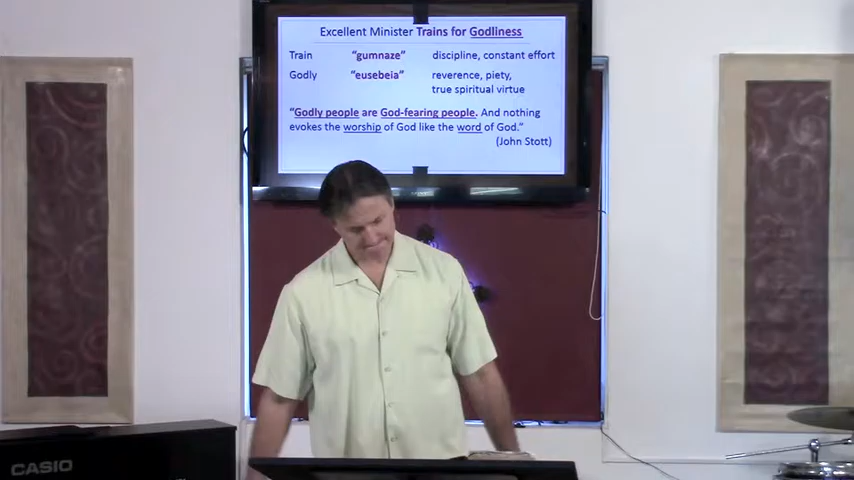 Excellent Minister Trains for Godliness
Train "gumnaze" discipline, constant effort
Godly "eusebeia" reverence, piety,
true spiritual virtue
"Godly people are God-fearing people. And nothing
evokes the worship of God like the word of God."
(John Stott)
CASIO